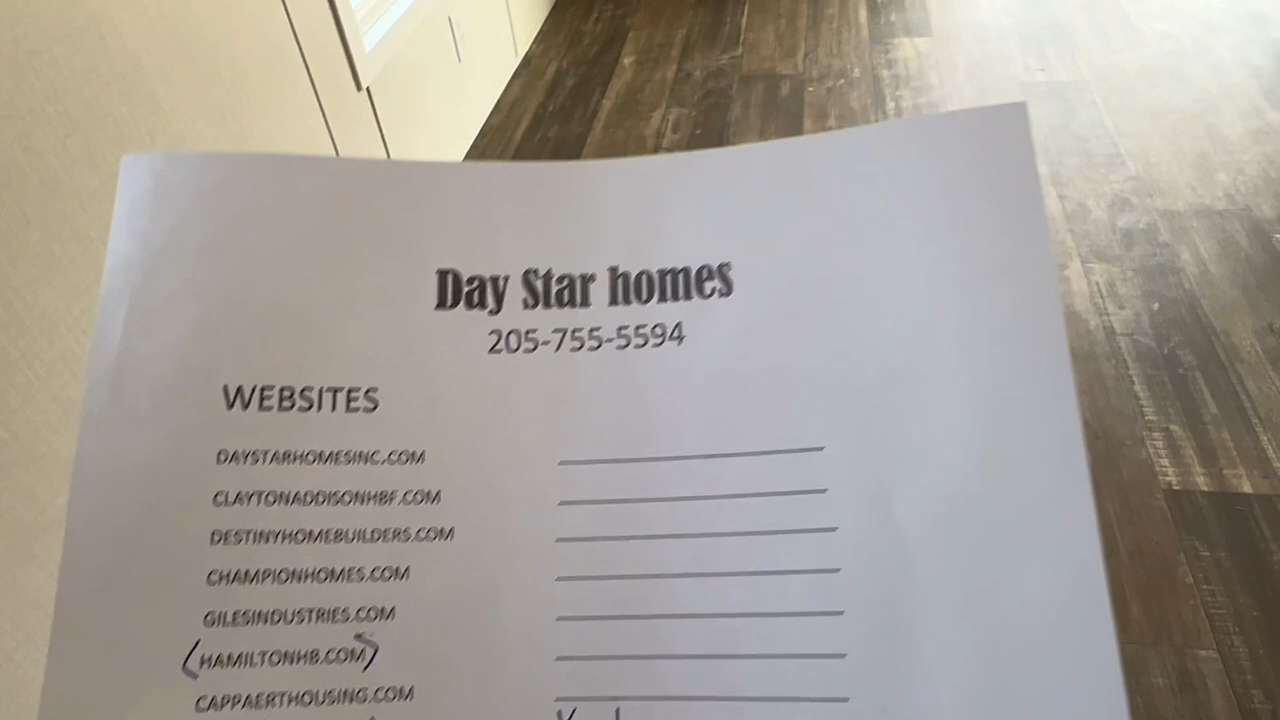 Day Star homes
205-755-5594
WEBSITES
DAYSTARHOMESINC.COM
CLAYTONADDISONHBF.COM
DESTINYHOMEBUILDERS.COM
CHAMPIONHOMES.COM
GILESINDUSTRIES.COM
(HAMILTONHB.COM)
CAPPAERTHOUSING.COM